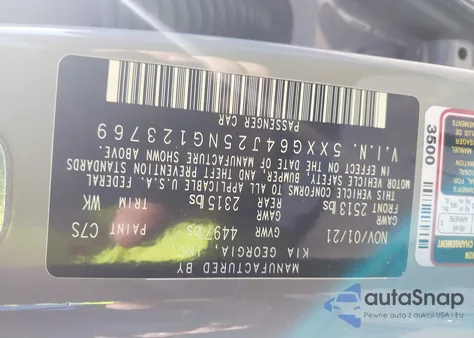 MANUFACTURED BY
KIA GEORGIA, INC.
NOV/01/21 GVWR 4497 lbs PAINT C7S
FRONT GAWR 2513 lbs REAR GAWR 2315 lbs TRIM WK
THIS VEHICLE CONFORMS TO ALL APPLICABLE U.S.A. FEDERAL
MOTOR VEHICLE SAFETY, BUMPER, AND THEFT PREVENTION STANDARDS
IN EFFECT ON THE DATE OF MANUFACTURE SHOWN ABOVE.
V.I.N. 5XXG64J25NG123769
PASSENGER CAR
3500
autoSnap
Pewne auta z aukcji USA i EU